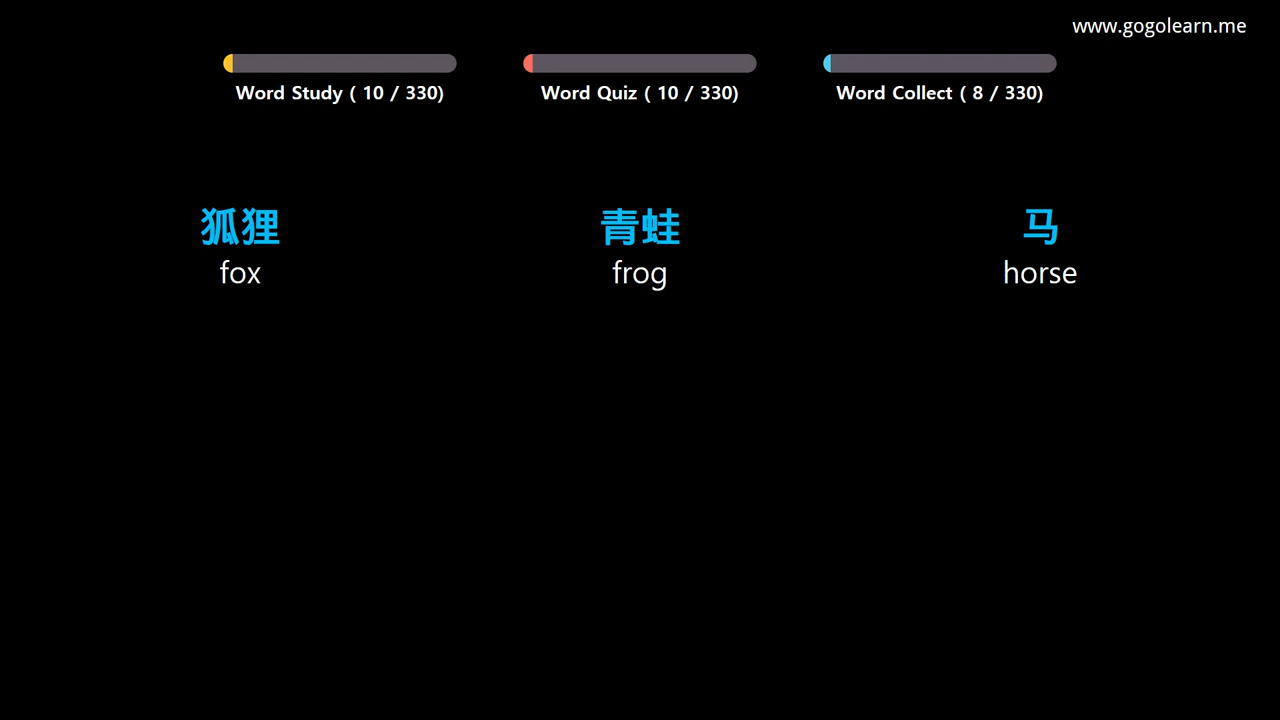 www.gogolearn.me
Word Study ( 10 / 330)
Word Quiz ( 10 / 330)
Word Collect ( 8 / 330)
狐狸
fox
青蛙
frog
马
horse